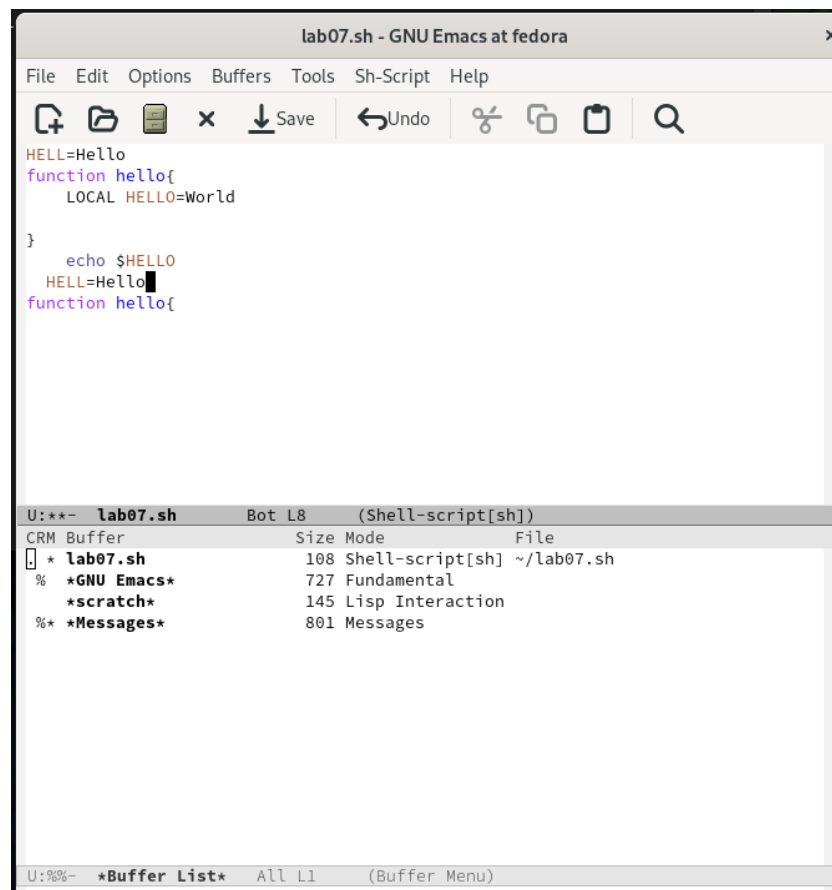 lab07.sh - GNU Emacs at fedora
File Edit Options Buffers Tools Sh-Script Help
Save Undo
HELL=Hello
function hello{
    LOCAL HELLO=World
}
    echo $HELLO
  HELL=Hello
function hello{
U:**-  lab07.sh       Bot L8     (Shell-script[sh])
CRM Buffer                 Size Mode            File
. * lab07.sh                108 Shell-script[sh] ~/lab07.sh
 %  *GNU Emacs*             727 Fundamental
    *scratch*               145 Lisp Interaction
 %* *Messages*              801 Messages
U:%%-  *Buffer List*   All L1     (Buffer Menu)